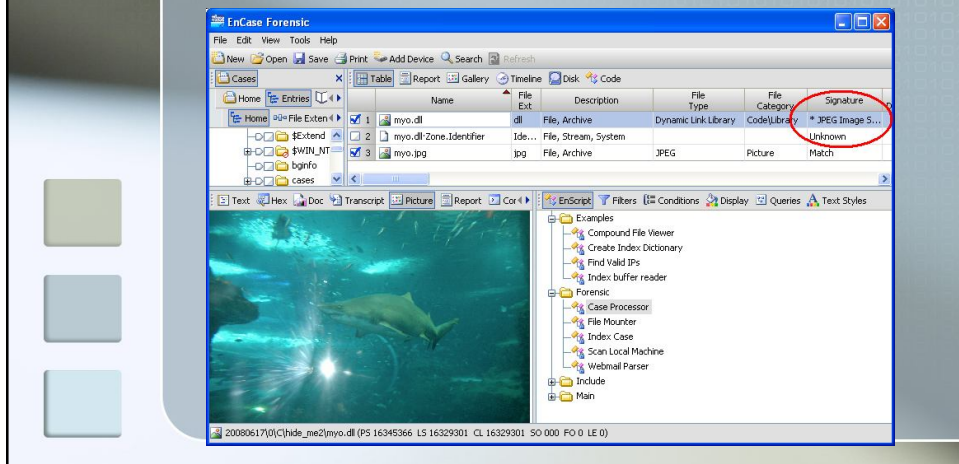 EnCase Forensic
File Edit View Tools Help
New Open Save Print Add Device Search Refresh
Cases
Table Report Gallery Timeline Disk Code
Home Entries
Home File Exten
$Extend
$WIN_NT
bginfo
cases
Name File Ext Description File Type File Category Signature
1 myo.dll dll File, Archive Dynamic Link Library Code\Library * JPEG Image S...
2 myo.dll-Zone.Identifier Ide... File, Stream, System Unknown
3 myo.jpg jpg File, Archive JPEG Picture Match
Text Hex Doc Transcript Picture Report Cor
EnScript Filters Conditions Display Queries Text Styles
Examples
Compound File Viewer
Create Index Dictionary
Find Valid IPs
Index buffer reader
Forensic
Case Processor
File Mounter
Index Case
Scan Local Machine
Webmail Parser
Include
Main
20080617\0\C\hide_me2\myo.dll (PS 16345366 LS 16329301 CL 16329301 SO 000 FO 0 LE 0)